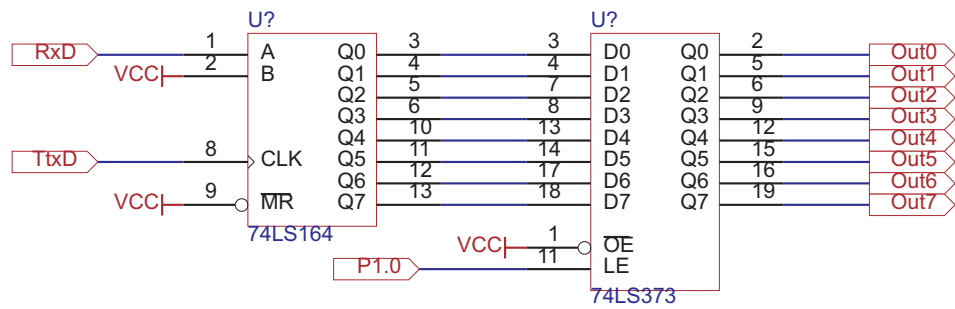 U? U?
RxD 1 A Q0 3 3 D0 Q0 2 Out0
VCC 2 B Q1 4 4 D1 Q1 5 Out1
Q2 5 7 D2 Q2 6 Out2
Q3 6 8 D3 Q3 9 Out3
Q4 10 13 D4 Q4 12 Out4
TtxD 8 CLK Q5 11 14 D5 Q5 15 Out5
Q6 12 17 D6 Q6 16 Out6
VCC 9 MR Q7 13 18 D7 Q7 19 Out7
74LS164
VCC 1 OE
P1.0 11 LE
74LS373